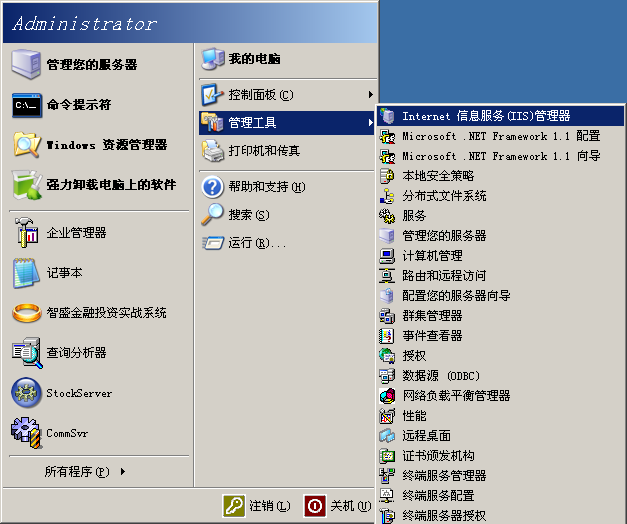 Administrator
管理您的服务器
命令提示符
C:\_
Windows 资源管理器
强力卸载电脑上的软件
企业管理器
记事本
智盛金融投资实战系统
查询分析器
StockServer
CommSvr
所有程序(P)
我的电脑
控制面板(C)
管理工具
打印机和传真
帮助和支持(H)
搜索(S)
运行(R)...
注销(L)
关机(U)
Internet 信息服务(IIS)管理器
Microsoft .NET Framework 1.1 配置
Microsoft .NET Framework 1.1 向导
本地安全策略
分布式文件系统
服务
管理您的服务器
计算机管理
路由和远程访问
配置您的服务器向导
群集管理器
事件查看器
授权
数据源 (ODBC)
网络负载平衡管理器
性能
远程桌面
证书颁发机构
终端服务管理器
终端服务配置
终端服务器授权